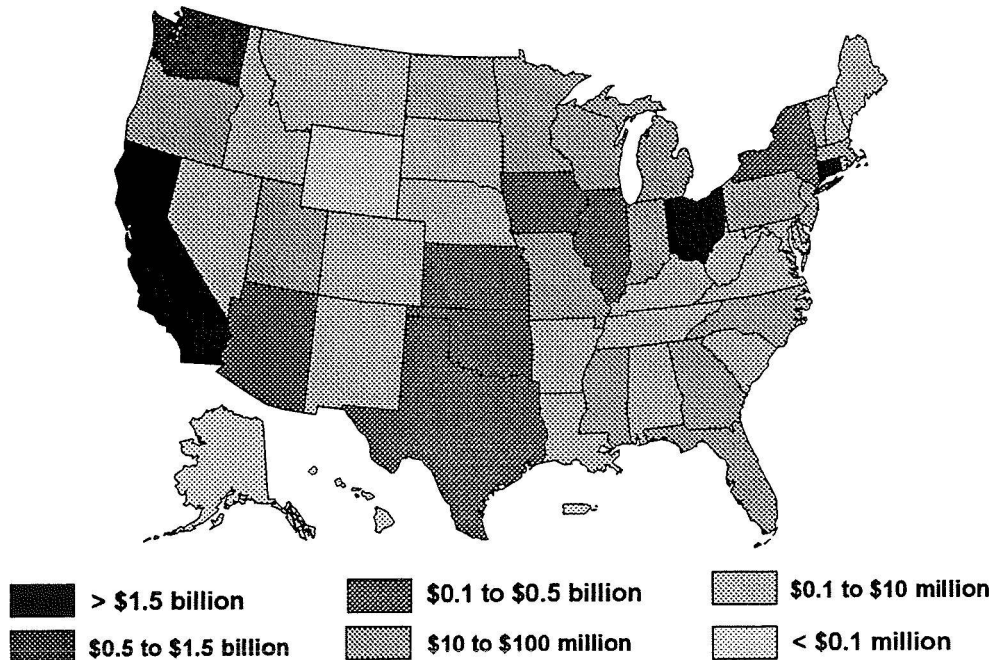 > $1.5 billion
$0.1 to $0.5 billion
$0.1 to $10 million
$0.5 to $1.5 billion
$10 to $100 million
< $0.1 million